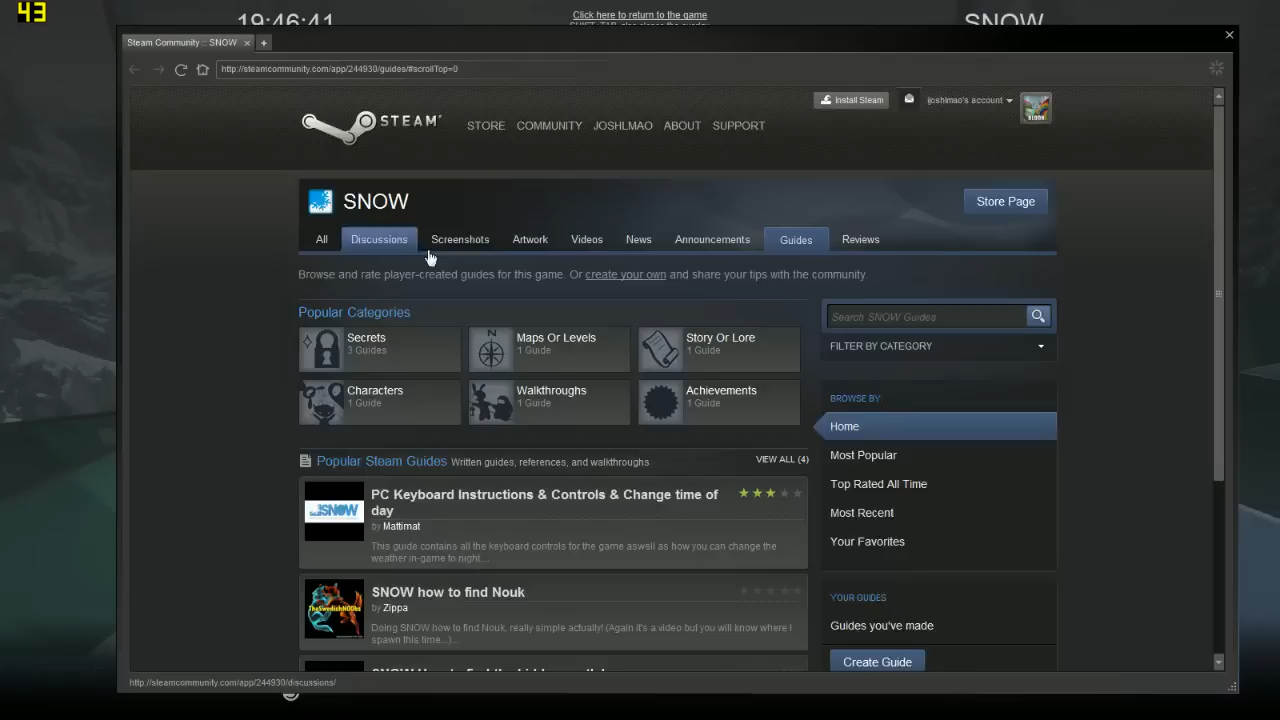 43
19:46:41
Click here to return to the game
SNOW
Steam Community :: SNOW
http://steamcommunity.com/app/244930/guides/#scrollTop=0
Install Steam
joshlmao's account
STEAM
STORE COMMUNITY JOSHLMAO ABOUT SUPPORT
SNOW
Store Page
All Discussions Screenshots Artwork Videos News Announcements Guides Reviews
Browse and rate player-created guides for this game. Or create your own and share your tips with the community.
Popular Categories
Secrets
3 Guides
Maps Or Levels
1 Guide
Story Or Lore
1 Guide
Characters
1 Guide
Walkthroughs
1 Guide
Achievements
1 Guide
Search SNOW Guides
FILTER BY CATEGORY
BROWSE BY
Home
Most Popular
Top Rated All Time
Most Recent
Your Favorites
YOUR GUIDES
Guides you've made
Create Guide
Popular Steam Guides Written guides, references, and walkthroughs VIEW ALL (4)
SNOW
PC Keyboard Instructions & Controls & Change time of
day
by Mattimat
This guide contains all the keyboard controls for the game aswell as how you can change the
weather in-game to night...
TheSwedishNOObs
SNOW how to find Nouk
by Zippa
Doing SNOW how to find Nouk, really simple actually! (Again it's a video but you will know where I
spawn this time...)...
http://steamcommunity.com/app/244930/discussions/